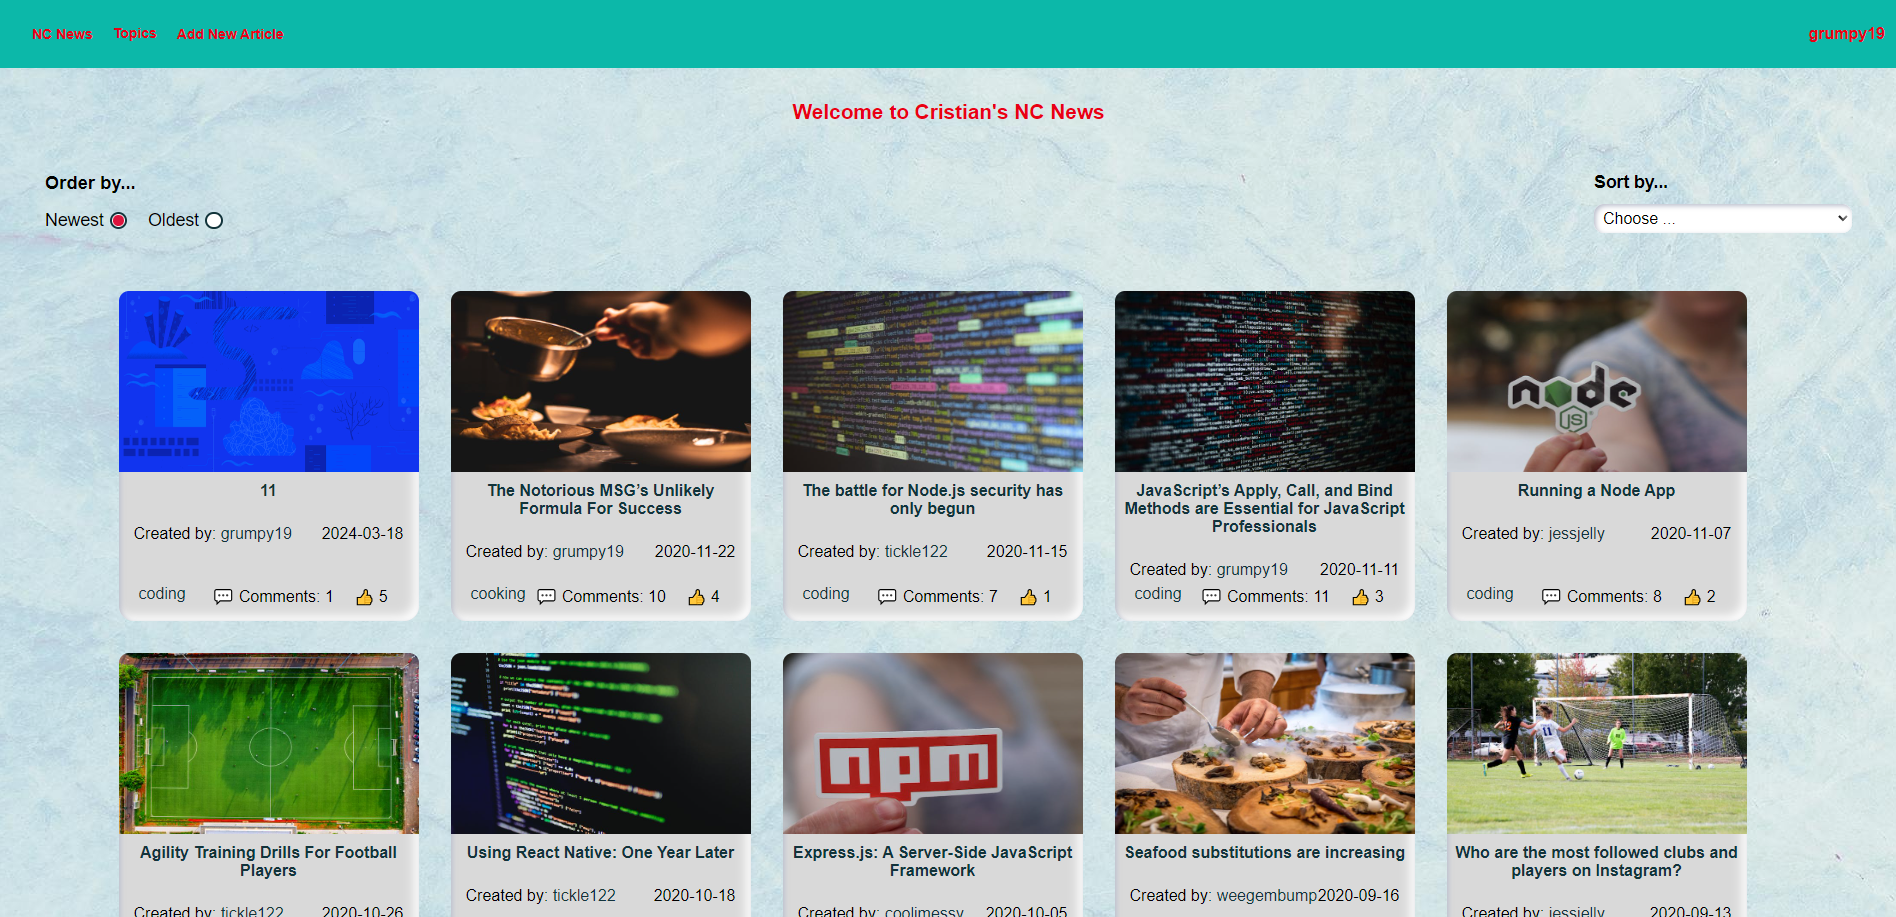 NC News Topics Add New Article grumpy19
Welcome to Cristian's NC News
Order by...
Newest Oldest
Sort by...
Choose ...
11
Created by: grumpy19 2024-03-18
coding Comments: 1 5
The Notorious MSG’s Unlikely
Formula For Success
Created by: grumpy19 2020-11-22
cooking Comments: 10 4
The battle for Node.js security has
only begun
Created by: tickle122 2020-11-15
coding Comments: 7 1
JavaScript’s Apply, Call, and Bind
Methods are Essential for JavaScript
Professionals
Created by: grumpy19 2020-11-11
coding Comments: 11 3
node
JS
Running a Node App
Created by: jessjelly 2020-11-07
coding Comments: 8 2
Agility Training Drills For Football
Players
Created by: tickle122 2020-10-26
Using React Native: One Year Later
Created by: tickle122 2020-10-18
npm
Express.js: A Server-Side JavaScript
Framework
Created by: coolimessy 2020-10-05
Seafood substitutions are increasing
Created by: weegembump 2020-09-16
11
Who are the most followed clubs and
players on Instagram?
Created by: jessjelly 2020-09-13